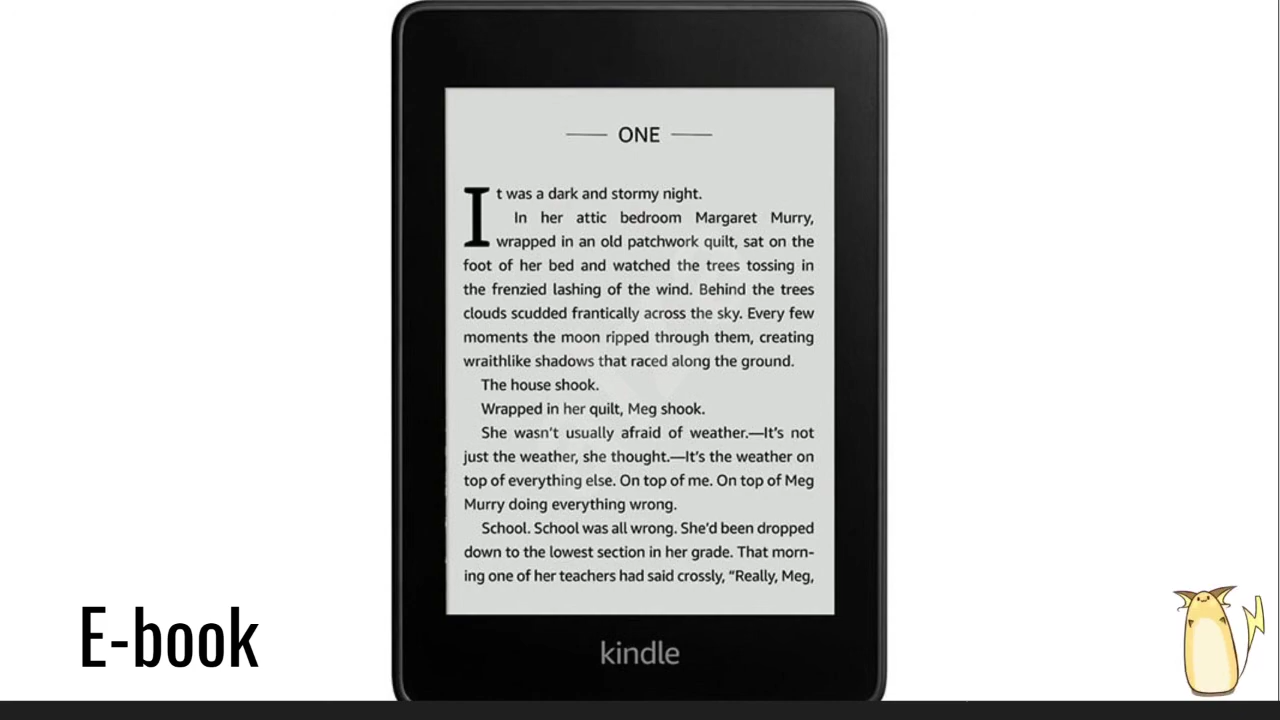 ONE
It was a dark and stormy night.
In her attic bedroom Margaret Murry,
wrapped in an old patchwork quilt, sat on the
foot of her bed and watched the trees tossing in
the frenzied lashing of the wind. Behind the trees
clouds scudded frantically across the sky. Every few
moments the moon ripped through them, creating
wraithlike shadows that raced along the ground.
The house shook.
Wrapped in her quilt, Meg shook.
She wasn't usually afraid of weather.—It's not
just the weather, she thought.—It's the weather on
top of everything else. On top of me. On top of Meg
Murry doing everything wrong.
School. School was all wrong. She'd been dropped
down to the lowest section in her grade. That morn-
ing one of her teachers had said crossly, “Really, Meg,
kindle
E-book